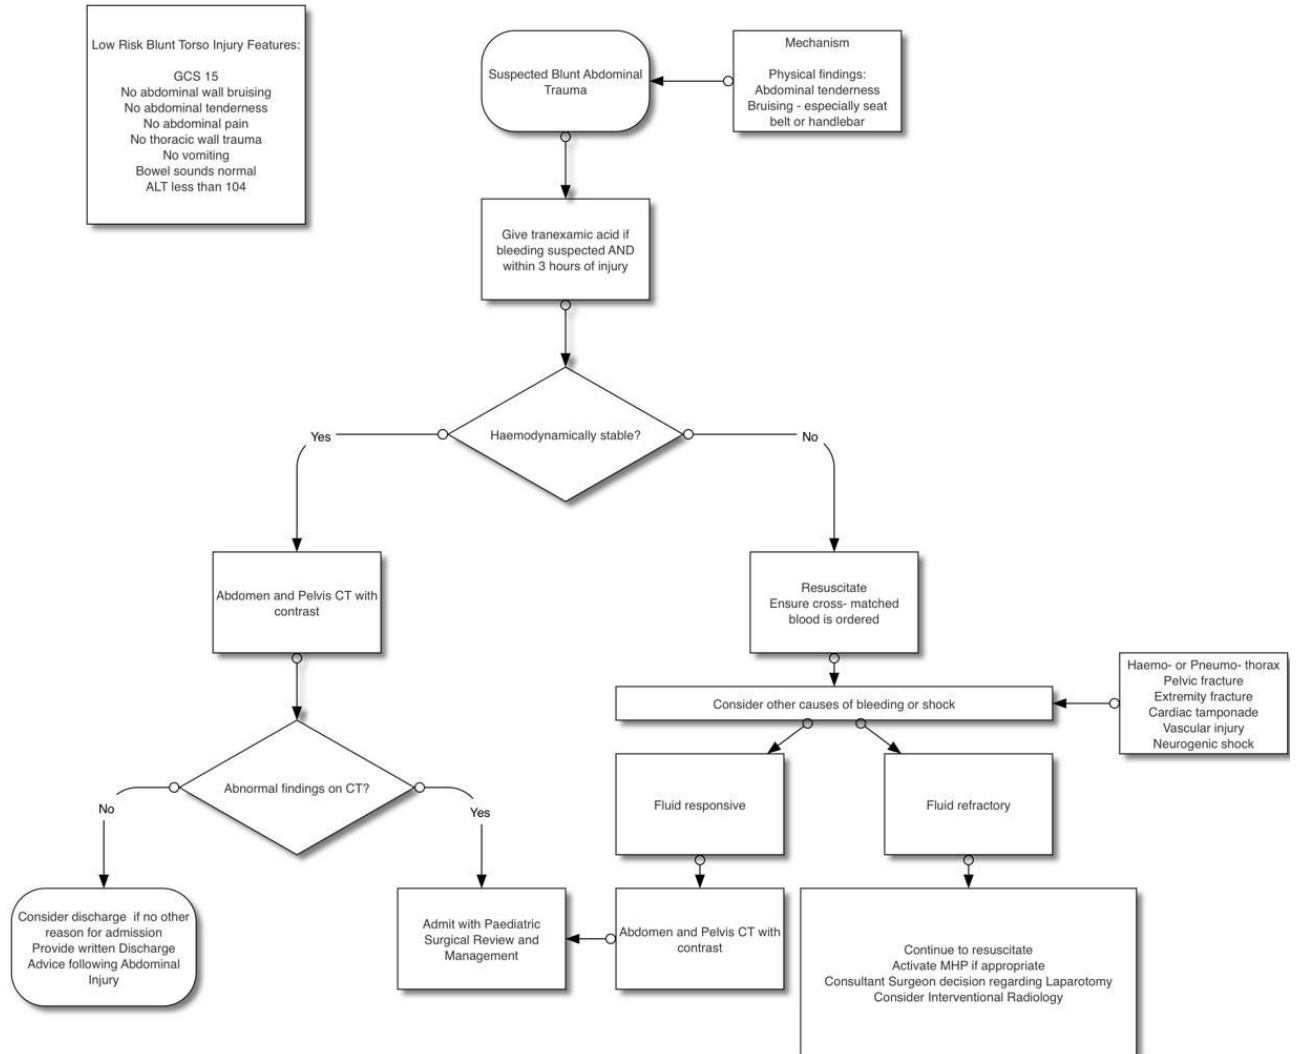 Low Risk Blunt Torso Injury Features:
GCS 15
No abdominal wall bruising
No abdominal tenderness
No abdominal pain
No thoracic wall trauma
No vomiting
Bowel sounds normal
ALT less than 104
Suspected Blunt Abdominal
Trauma
Mechanism
Physical findings:
Abdominal tenderness
Bruising - especially seat
belt or handlebar
Give tranexamic acid if
bleeding suspected AND
within 3 hours of injury
Haemodynamically stable?
Yes
No
Abdomen and Pelvis CT with
contrast
Resuscitate
Ensure cross- matched
blood is ordered
Consider other causes of bleeding or shock
Haemo- or Pneumo- thorax
Pelvic fracture
Extremity fracture
Cardiac tamponade
Vascular injury
Neurogenic shock
Abnormal findings on CT?
No
Yes
Fluid responsive
Fluid refractory
Consider discharge if no other
reason for admission
Provide written Discharge
Advice following Abdominal
Injury
Admit with Paediatric
Surgical Review and
Management
Abdomen and Pelvis CT with
contrast
Continue to resuscitate
Activate MHP if appropriate
Consultant Surgeon decision regarding Laparotomy
Consider Interventional Radiology